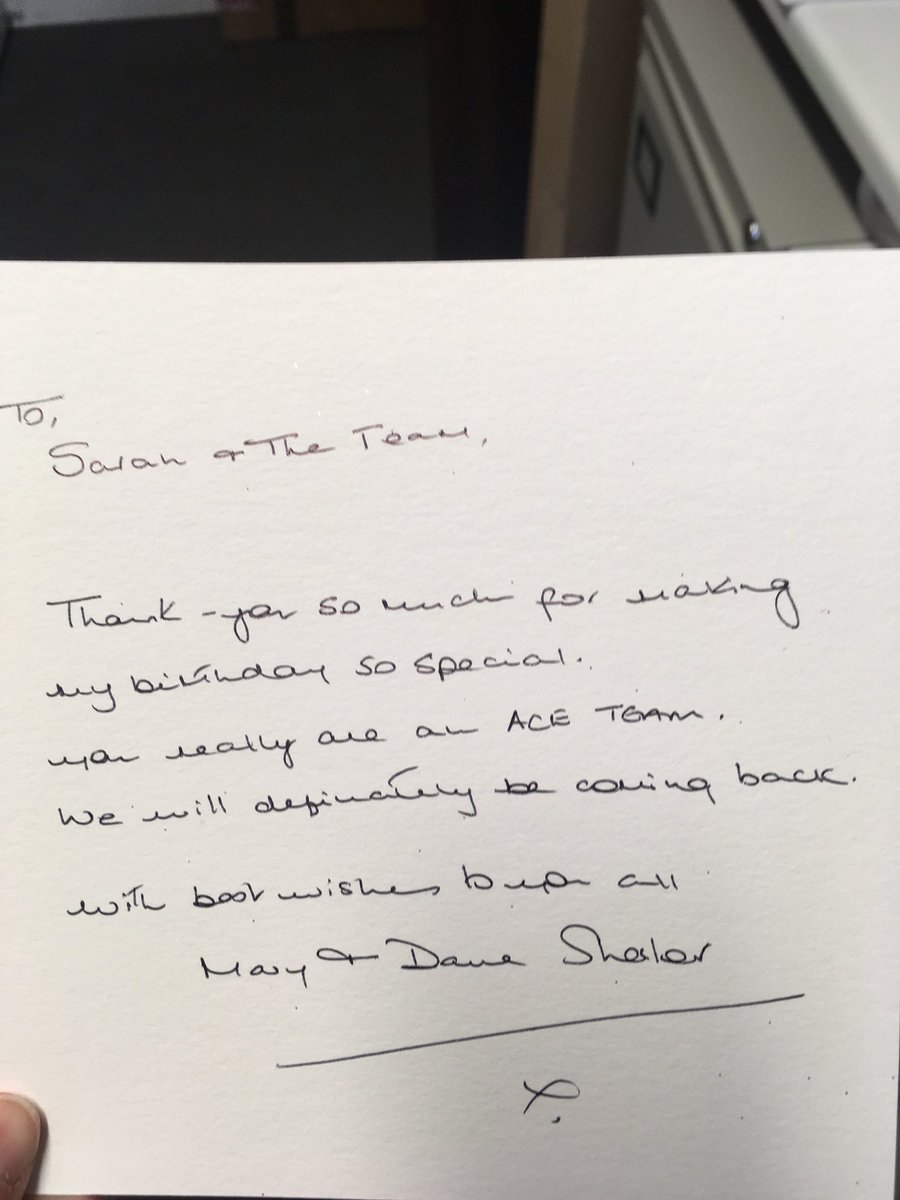 To,
Sarah & The Team,
Thank-you so much for making
my birthday so special.
you really are an ACE TEAM.
We will definately be coming back.
with best wishes to you all
Mary & Dave
x.